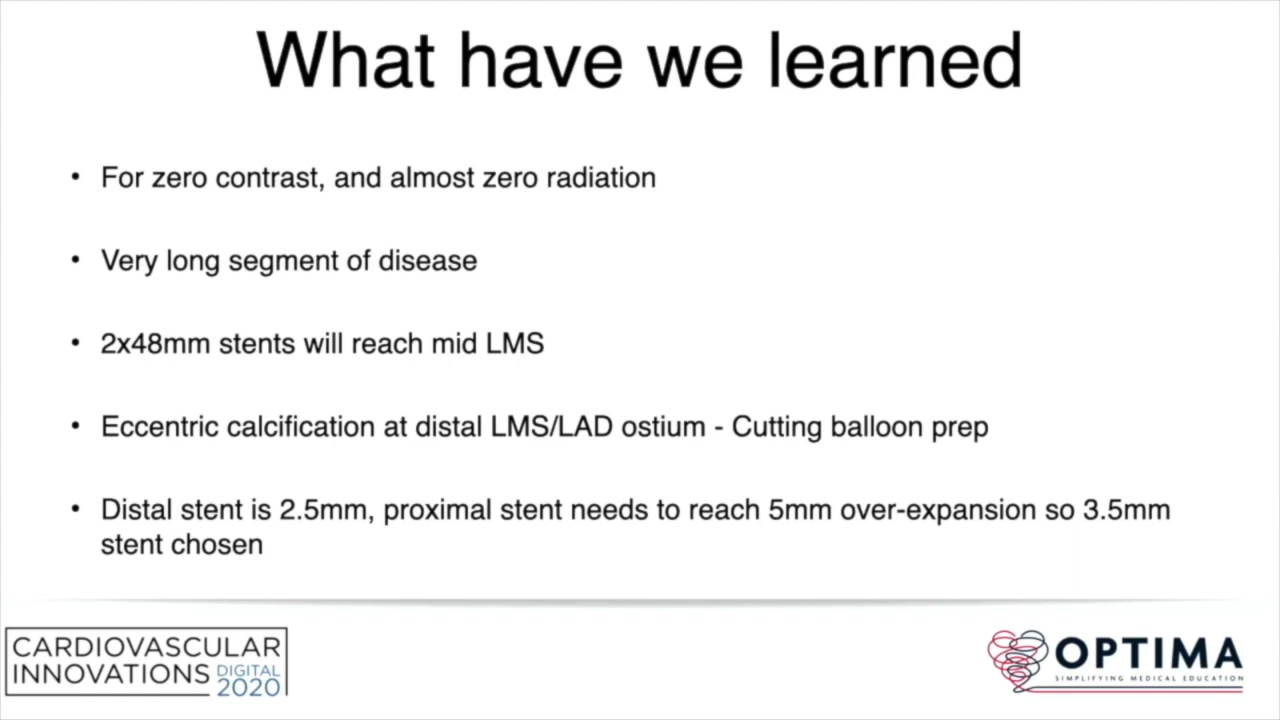 What have we learned
• For zero contrast, and almost zero radiation
• Very long segment of disease
• 2x48mm stents will reach mid LMS
• Eccentric calcification at distal LMS/LAD ostium - Cutting balloon prep
• Distal stent is 2.5mm, proximal stent needs to reach 5mm over-expansion so 3.5mm
stent chosen
CARDIOVASCULAR
INNOVATIONS DIGITAL
2020
OPTIMA
SIMPLIFYING MEDICAL EDUCATION